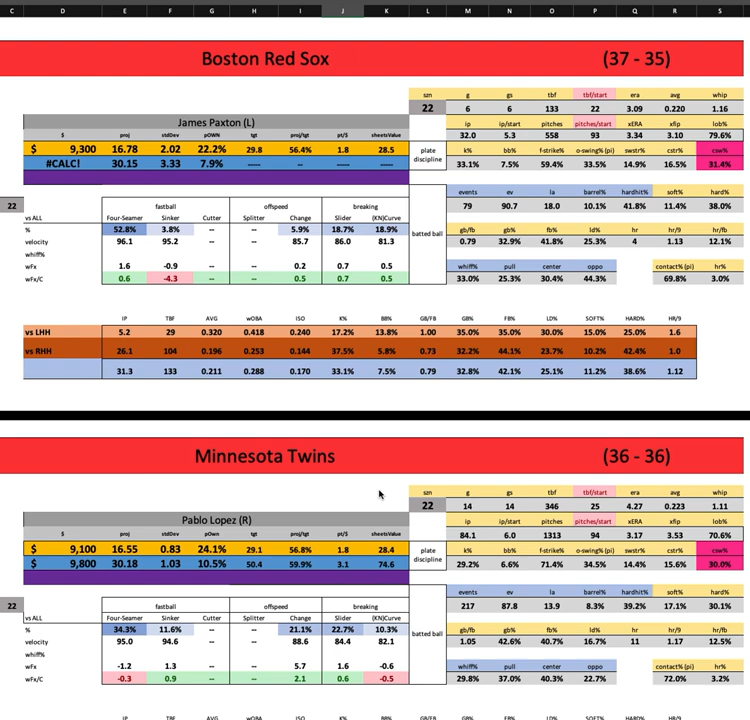 C D E F G H I J K L M N O P Q R S
Boston Red Sox (37 - 35)
szn g gs tbf tbf/start era avg whip
22 6 6 133 22 3.09 0.220 1.16
James Paxton (L) ip ip/start pitches pitches/start xERA xfip lob%
$ proj stdDev pOWN tgt proj/tgt pt/$ sheetsValue 32.0 5.3 558 93 3.34 3.10 79.6%
$ 9,300 16.78 2.02 22.2% 29.8 56.4% 1.8 28.5 plate discipline k% bb% f-strike% o-swing% (pi) swstr% cstr% csw%
#CALC! 30.15 3.33 7.9% ---- -- ---- ---- 33.1% 7.5% 59.4% 33.5% 14.9% 16.5% 31.4%
events ev la barrel% hardhit% soft% hard%
22 fastball offspeed breaking 79 90.7 18.0 10.1% 41.8% 11.4% 38.0%
vs ALL Four-Seamer Sinker Cutter Splitter Change Slider (KN)Curve
% 52.8% 3.8% -- -- 5.9% 18.7% 18.9% batted ball gb/fb gb% fb% ld% hr hr/9 hr/fb
velocity 96.1 95.2 -- -- 85.7 86.0 81.3 0.79 32.9% 41.8% 25.3% 4 1.13 12.1%
whiff%
wFx 1.6 -0.9 0.2 0.7 0.5 whiff% pull center oppo contact% (pi) hr%
wFx/C 0.6 -4.3 0.5 0.7 0.5 33.0% 25.3% 30.4% 44.3% 69.8% 3.0%
IP TBF AVG wOBA ISO K% BB% GB/FB GB% FB% LD% SOFT% HARD% HR/9
vs LHH 5.2 29 0.320 0.418 0.240 17.2% 13.8% 1.00 35.0% 35.0% 30.0% 15.0% 25.0% 1.6
vs RHH 26.1 104 0.196 0.253 0.144 37.5% 5.8% 0.73 32.2% 44.1% 23.7% 10.2% 42.4% 1.0
31.3 133 0.211 0.288 0.170 33.1% 7.5% 0.79 32.8% 42.1% 25.1% 11.2% 38.6% 1.12
Minnesota Twins (36 - 36)
szn g gs tbf tbf/start era avg whip
22 14 14 346 25 4.27 0.223 1.11
Pablo Lopez (R) ip ip/start pitches pitches/start xERA xfip lob%
$ proj stdDev pOwn tgt proj/tgt pt/$ sheetsValue 84.1 6.0 1313 94 3.17 3.53 70.6%
$ 9,100 16.55 0.83 24.1% 29.1 56.8% 1.8 28.4 plate discipline k% bb% f-strike% o-swing% (pi) swstr% cstr% csw%
$ 9,800 30.18 1.03 10.5% 50.4 59.9% 3.1 74.6 29.2% 6.6% 71.4% 34.5% 14.4% 15.6% 30.0%
events ev la barrel% hardhit% soft% hard%
22 fastball offspeed breaking 217 87.8 13.9 8.3% 39.2% 17.1% 30.1%
vs ALL Four-Seamer Sinker Cutter Splitter Change Slider (KN)Curve
% 34.3% 11.6% -- -- 21.1% 22.7% 10.3% batted ball gb/fb gb% fb% ld% hr hr/9 hr/fb
velocity 95.0 94.6 -- -- 88.6 84.4 82.1 1.05 42.6% 40.7% 16.7% 11 1.17 12.5%
whiff%
wFx -1.2 1.3 5.7 1.6 -0.6 whiff% pull center oppo contact% (pi) hr%
wFx/C -0.3 0.9 2.1 0.6 -0.5 29.8% 37.0% 40.3% 22.7% 72.0% 3.2%
IP TBF AVG wOBA ISO K% BB% GB/FB GB% FB% LD% SOFT% HARD% HR/9